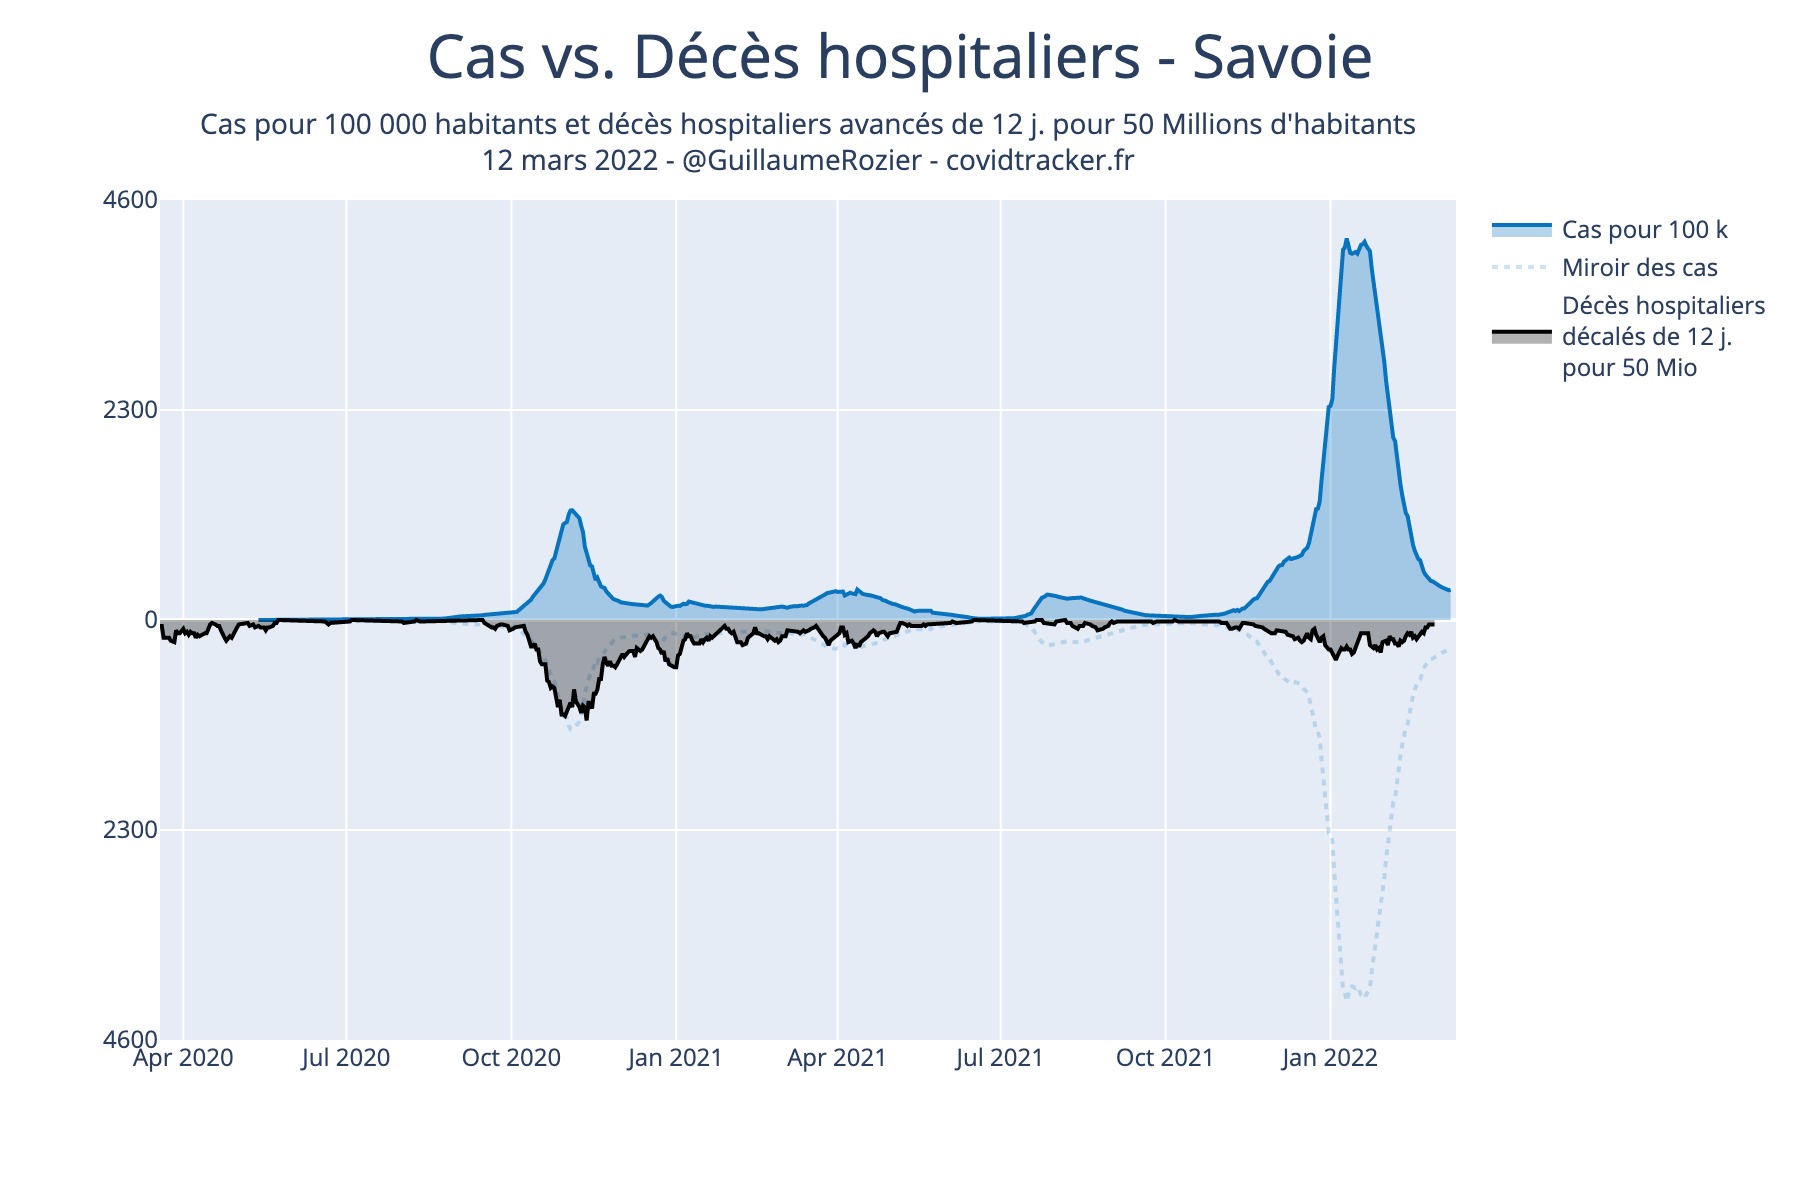 Cas vs. Décès hospitaliers - Savoie
Cas pour 100 000 habitants et décès hospitaliers avancés de 12 j. pour 50 Millions d'habitants
12 mars 2022 - @GuillaumeRozier - covidtracker.fr
4600
2300
0
2300
4600
Apr 2020
Jul 2020
Oct 2020
Jan 2021
Apr 2021
Jul 2021
Oct 2021
Jan 2022
Cas pour 100 k
Miroir des cas
Décès hospitaliers
décalés de 12 j.
pour 50 Mio